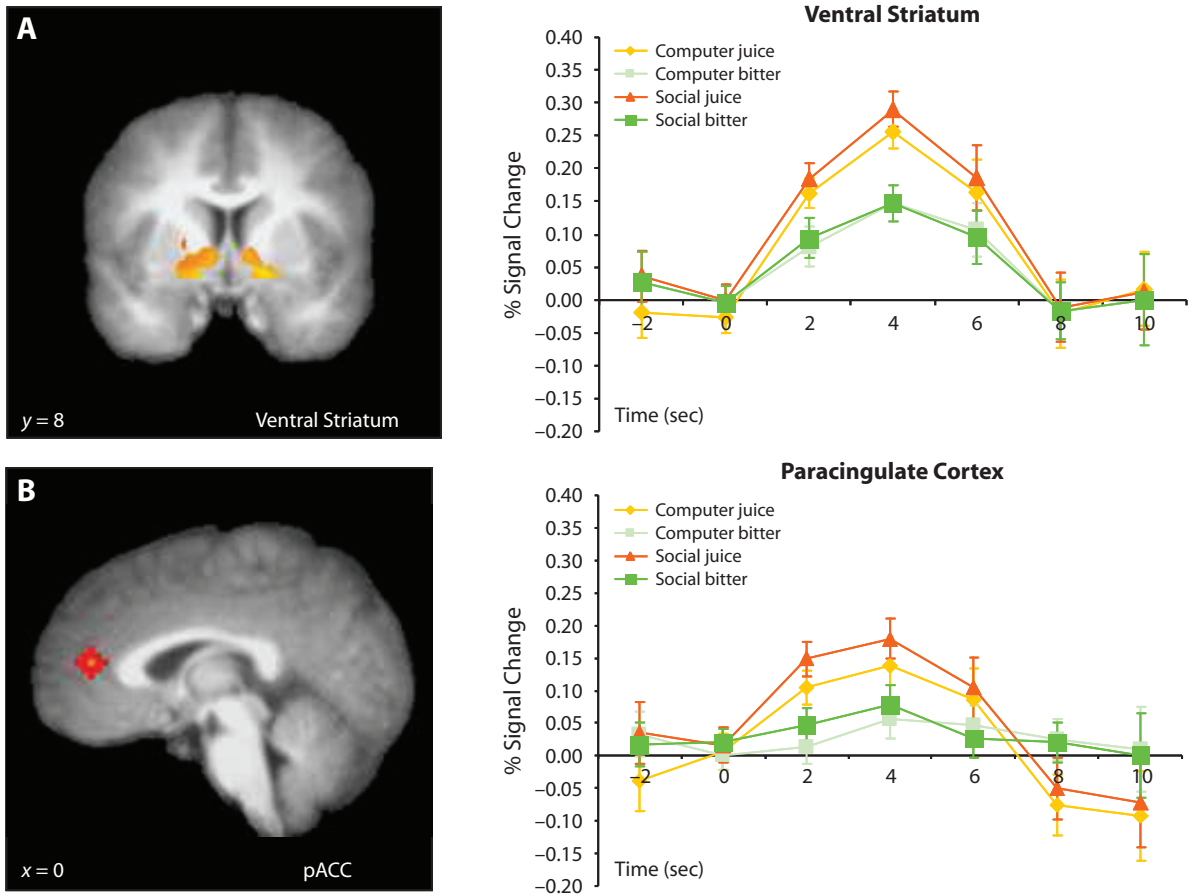 A
y = 8
Ventral Striatum
Ventral Striatum
% Signal Change
0.40
0.35
0.30
0.25
0.20
0.15
0.10
0.05
0.00
–0.05
–0.10
–0.15
–0.20
Computer juice
Computer bitter
Social juice
Social bitter
–2 0 2 4 6 8 10
Time (sec)
B
x = 0
pACC
Paracingulate Cortex
% Signal Change
0.40
0.35
0.30
0.25
0.20
0.15
0.10
0.05
0.00
–0.05
–0.10
–0.15
–0.20
Computer juice
Computer bitter
Social juice
Social bitter
–2 0 2 4 6 8 10
Time (sec)